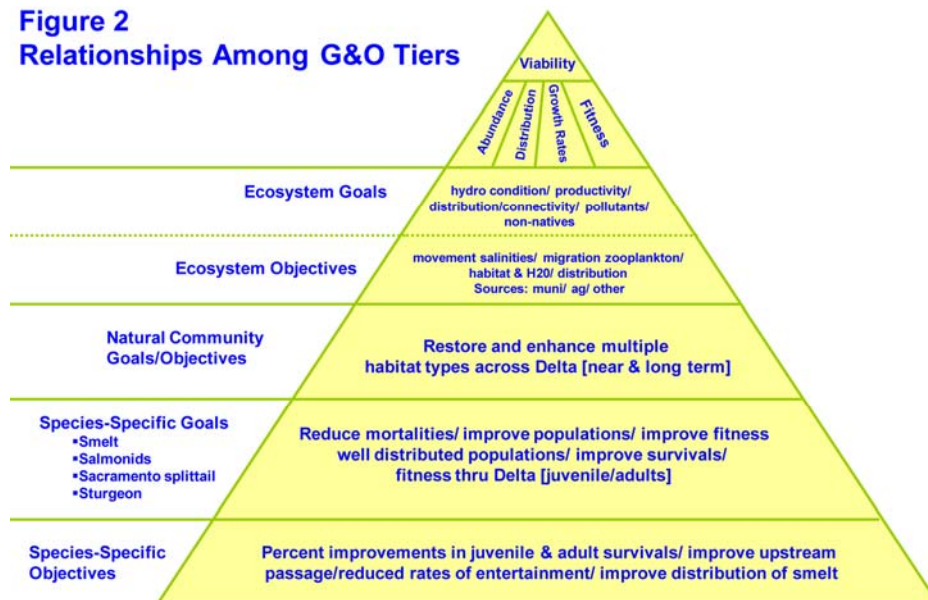 Figure 2
Relationships Among G&O Tiers
Viability
Abundance
Distribution
Growth Rates
Fitness
Ecosystem Goals
hydro condition/ productivity/
distribution/connectivity/ pollutants/
non-natives
Ecosystem Objectives
movement salinities/ migration zooplankton/
habitat & H20/ distribution
Sources: muni/ ag/ other
Natural Community
Goals/Objectives
Restore and enhance multiple
habitat types across Delta [near & long term]
Species-Specific Goals
▪Smelt
▪Salmonids
▪Sacramento splittail
▪Sturgeon
Reduce mortalities/ improve populations/ improve fitness
well distributed populations/ improve survivals/
fitness thru Delta [juvenile/adults]
Species-Specific
Objectives
Percent improvements in juvenile & adult survivals/ improve upstream
passage/reduced rates of entertainment/ improve distribution of smelt